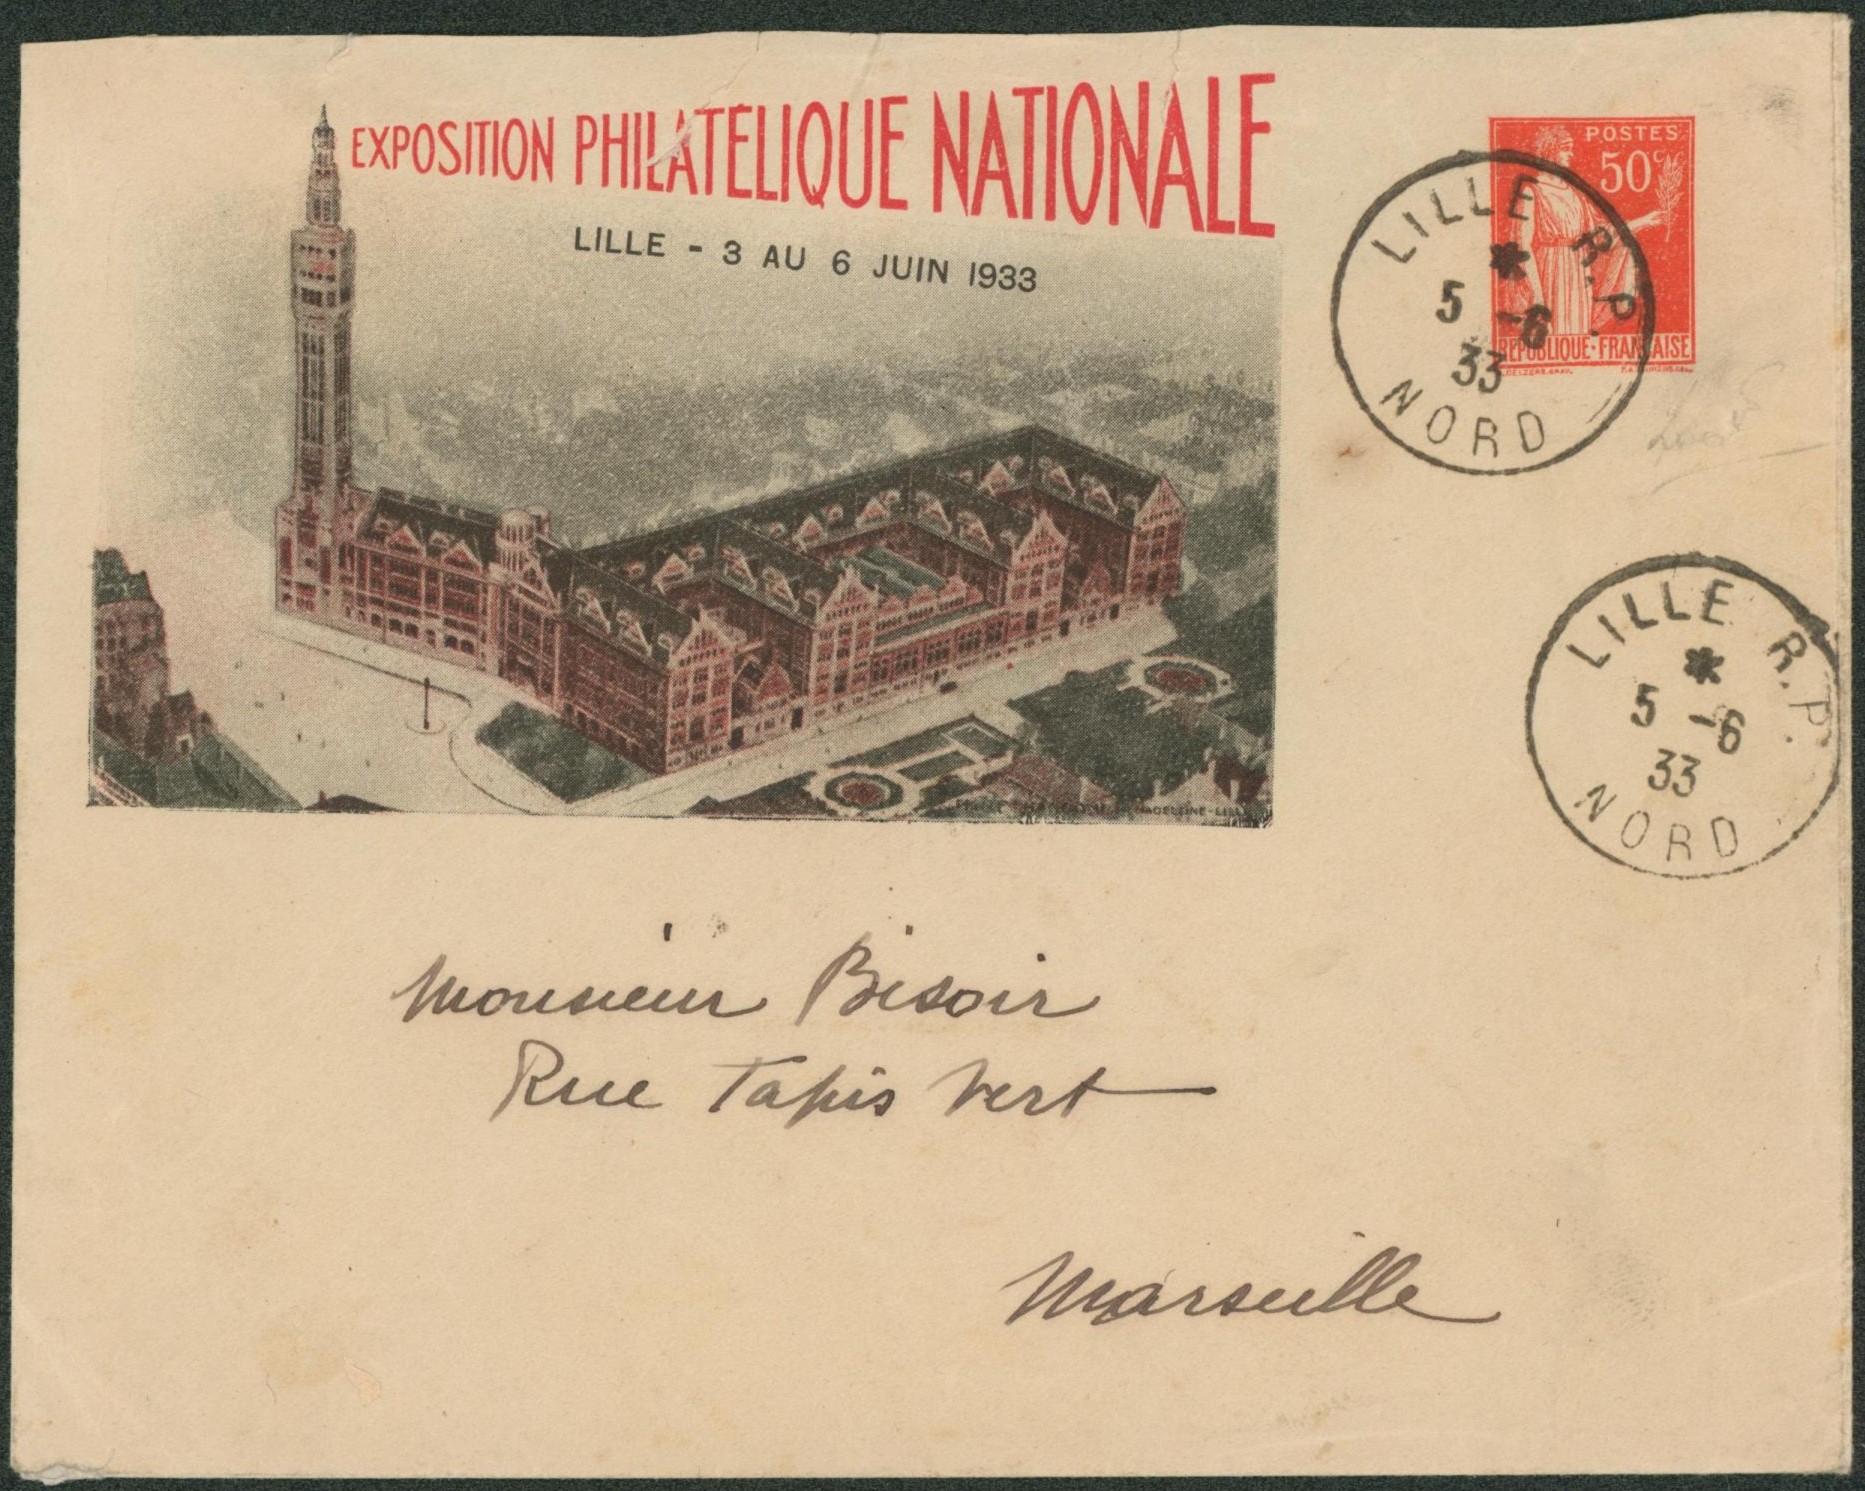 EXPOSITION PHILATELIQUE NATIONALE
LILLE - 3 AU 6 JUIN 1933
POSTES
50c
REPUBLIQUE·FRANÇAISE
LILLE R.P.
*
5 -6
33
NORD
LILLE R.P.
*
5 -6
33
NORD
Monsieur Bisoir
Rue Tapis Vert
Marseille